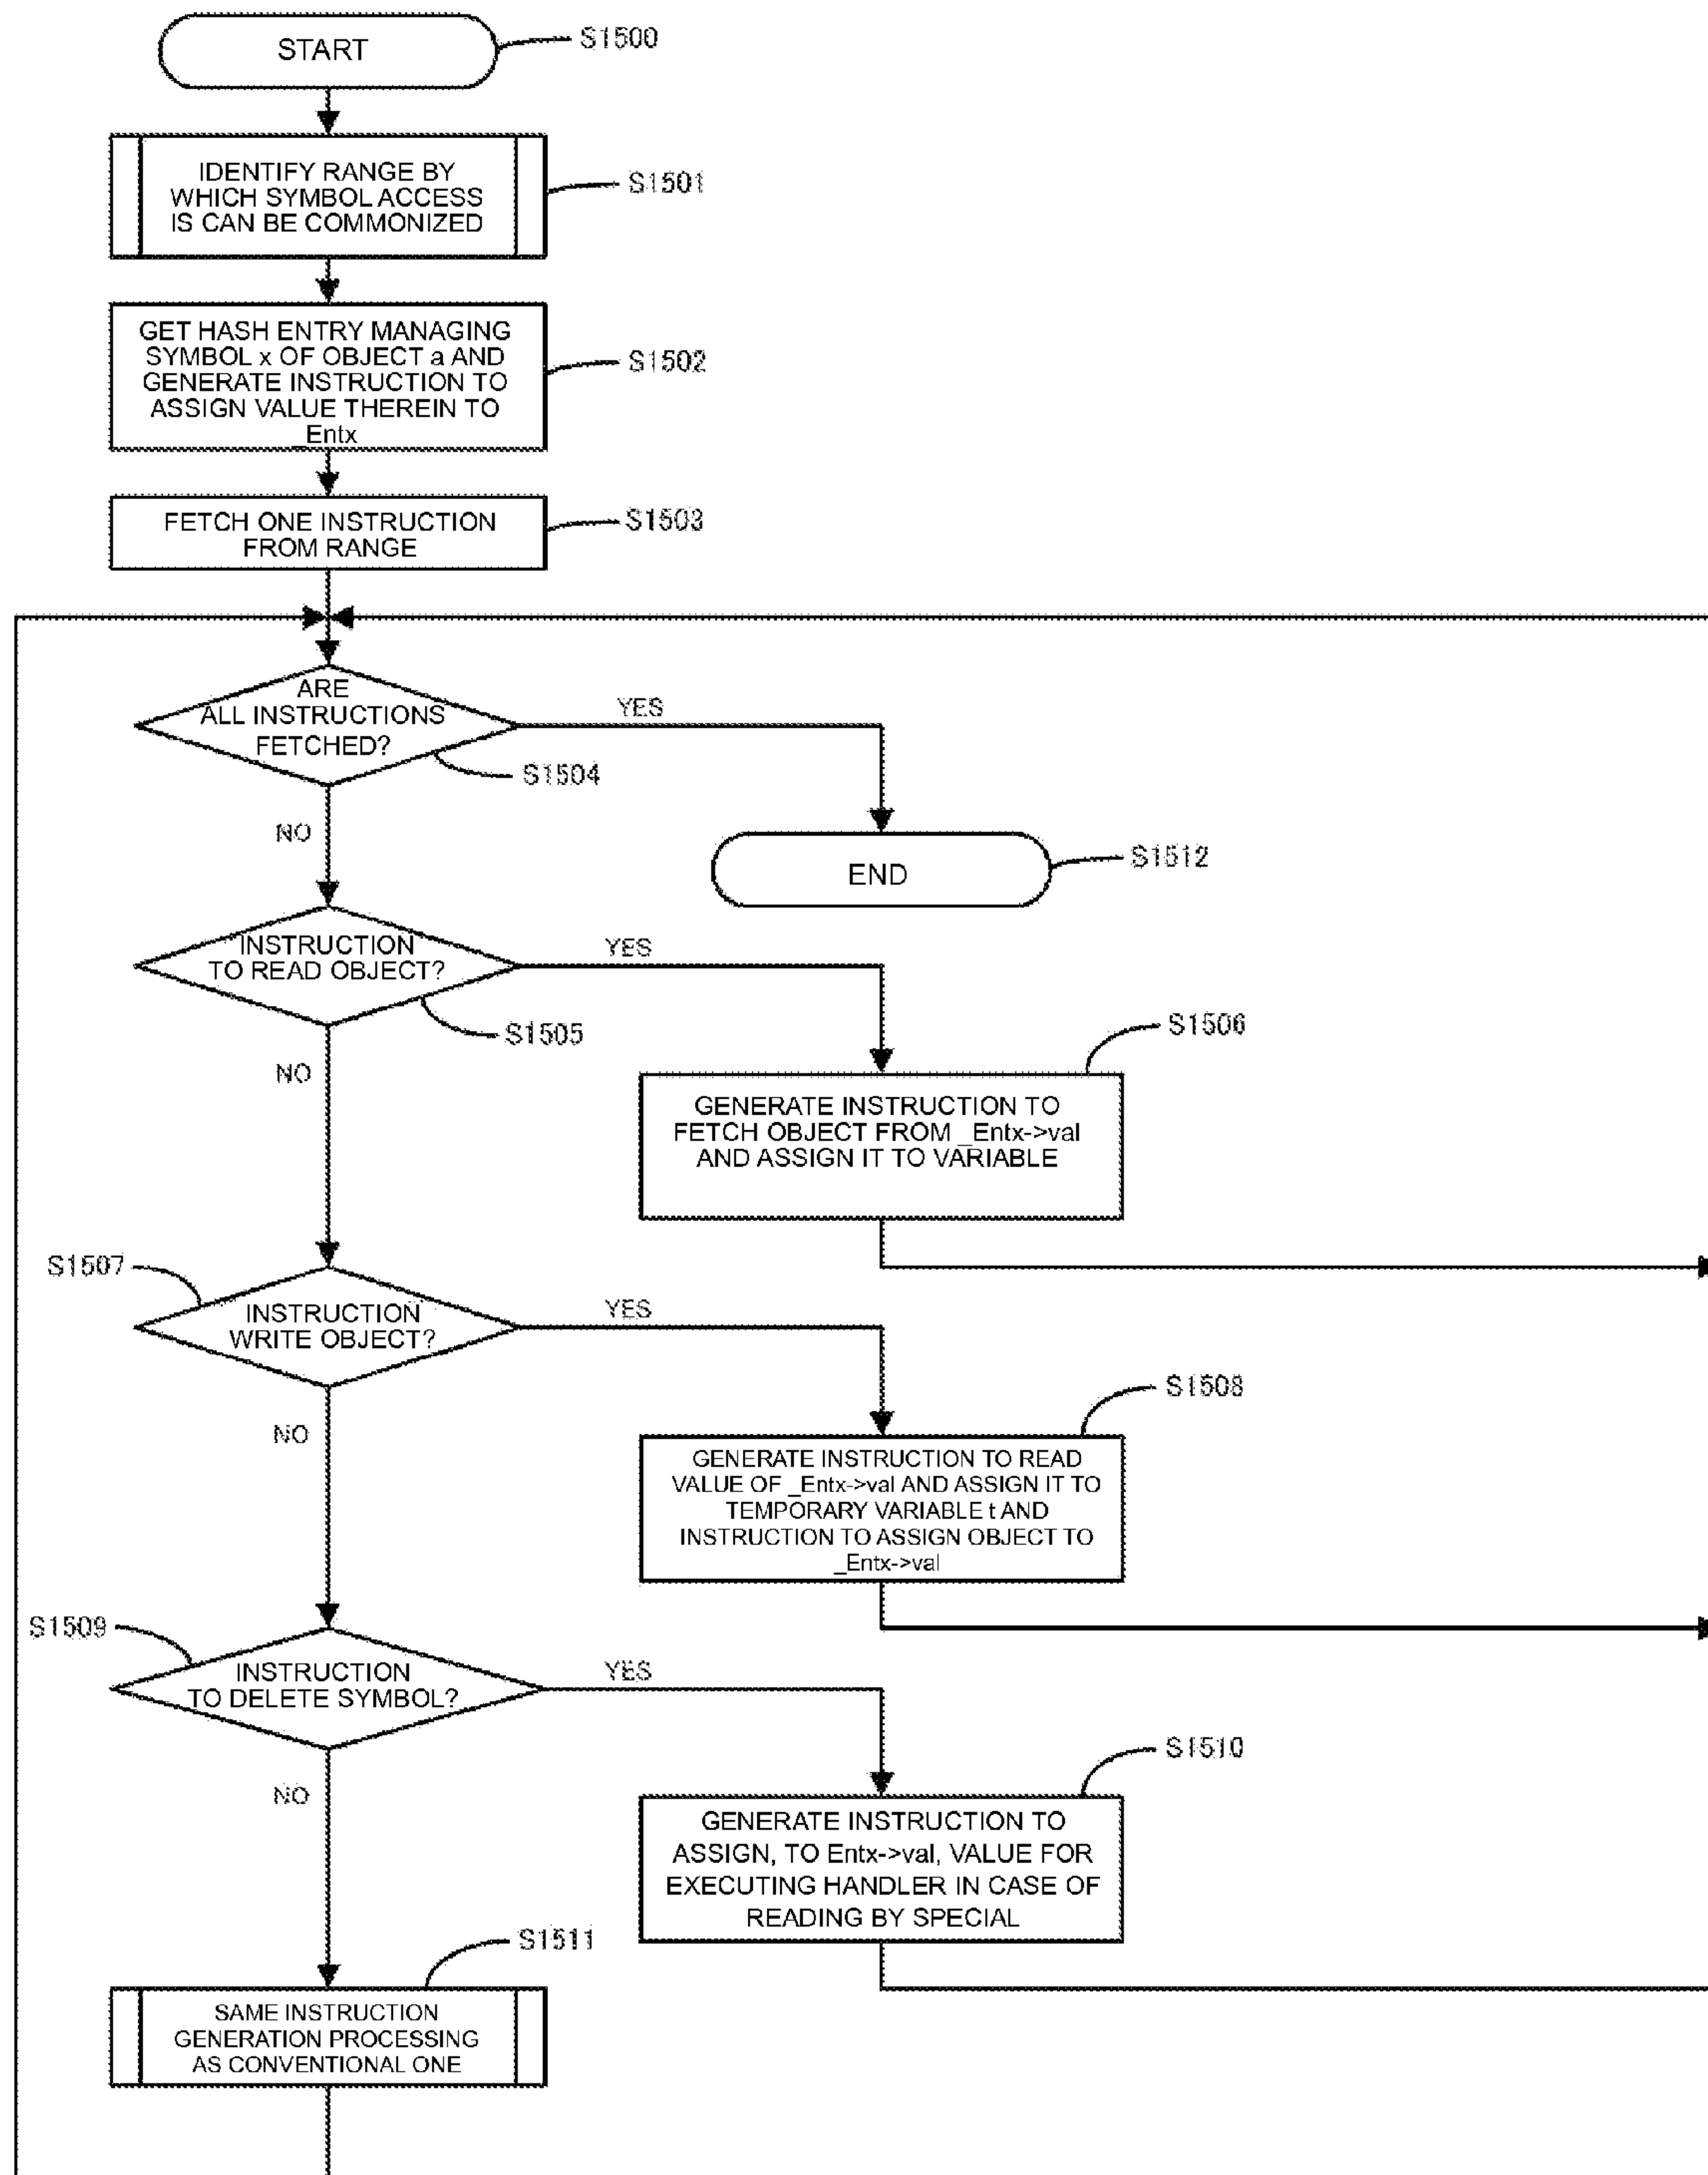 START
S1500
IDENTIFY RANGE BY
WHICH SYMBOL ACCESS
IS CAN BE COMMONIZED
S1501
GET HASH ENTRY MANAGING
SYMBOL x OF OBJECT a AND
GENERATE INSTRUCTION TO
ASSIGN VALUE THEREIN TO
_Entx
S1502
FETCH ONE INSTRUCTION
FROM RANGE
S1503
ARE
ALL INSTRUCTIONS
FETCHED?
YES
S1504
NO
END
S1512
INSTRUCTION
TO READ OBJECT?
YES
S1505
NO
S1506
GENERATE INSTRUCTION TO
FETCH OBJECT FROM _Entx->val
AND ASSIGN IT TO VARIABLE
S1507
INSTRUCTION
WRITE OBJECT?
YES
NO
S1508
GENERATE INSTRUCTION TO READ
VALUE OF _Entx->val AND ASSIGN IT TO
TEMPORARY VARIABLE t AND
INSTRUCTION TO ASSIGN OBJECT TO
_Entx->val
S1509
INSTRUCTION
TO DELETE SYMBOL?
YES
NO
S1510
GENERATE INSTRUCTION TO
ASSIGN, TO Entx->val, VALUE FOR
EXECUTING HANDLER IN CASE OF
READING BY SPECIAL
S1511
SAME INSTRUCTION
GENERATION PROCESSING
AS CONVENTIONAL ONE